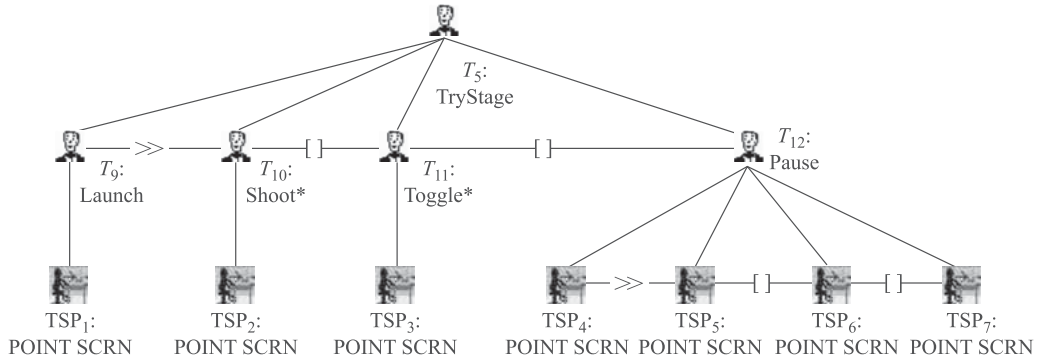 T₅:
TryStage
>> [ ] [ ]
T₉:
Launch
T₁₀:
Shoot*
T₁₁:
Toggle*
T₁₂:
Pause
>> [ ] [ ]
TSP₁:
POINT SCRN
TSP₂:
POINT SCRN
TSP₃:
POINT SCRN
TSP₄:
POINT SCRN
TSP₅:
POINT SCRN
TSP₆:
POINT SCRN
TSP₇:
POINT SCRN